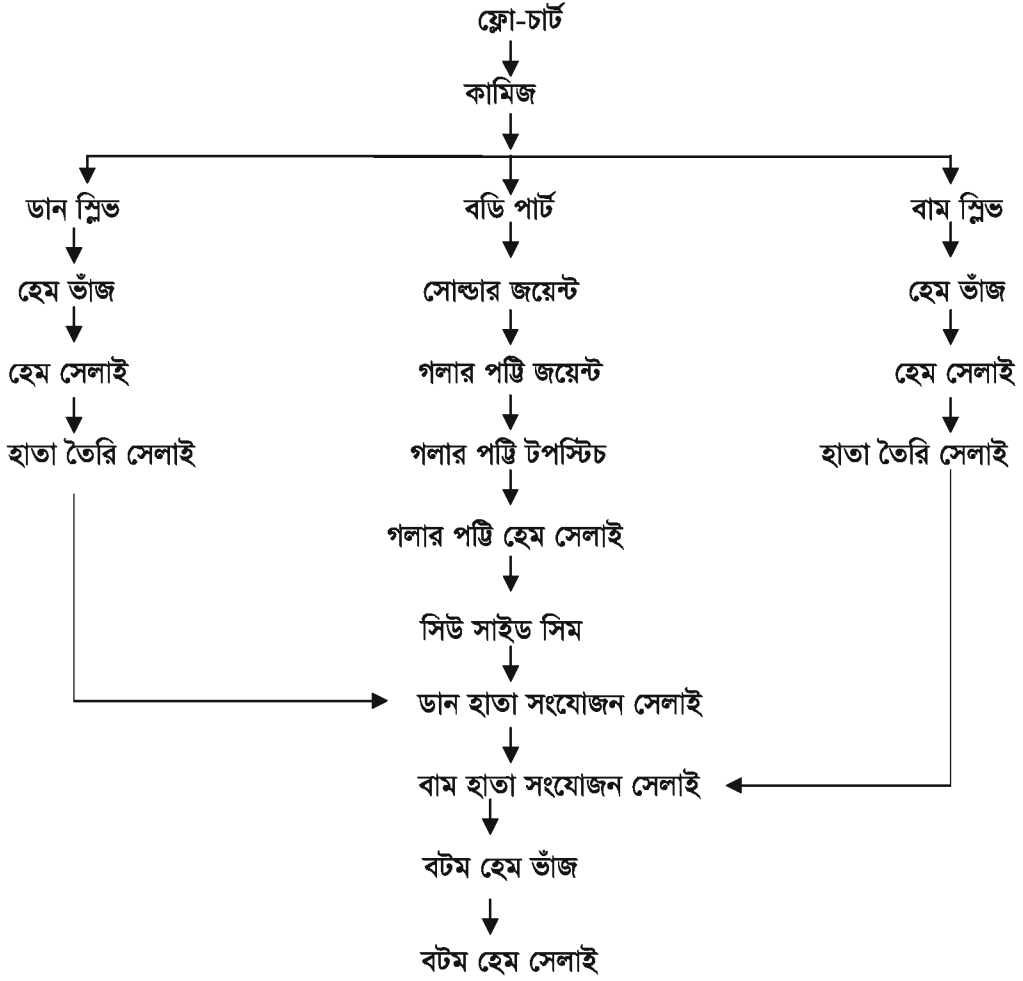 ফ্লো-চার্ট
কামিজ
ডান স্লিভ বডি পার্ট বাম স্লিভ
হেম ভাঁজ সোল্ডার জয়েন্ট হেম ভাঁজ
হেম সেলাই গলার পট্টি জয়েন্ট হেম সেলাই
হাতা তৈরি সেলাই গলার পট্টি টপস্টিচ হাতা তৈরি সেলাই
গলার পট্টি হেম সেলাই
সিউ সাইড সিম
ডান হাতা সংযোজন সেলাই
বাম হাতা সংযোজন সেলাই
বটম হেম ভাঁজ
বটম হেম সেলাই